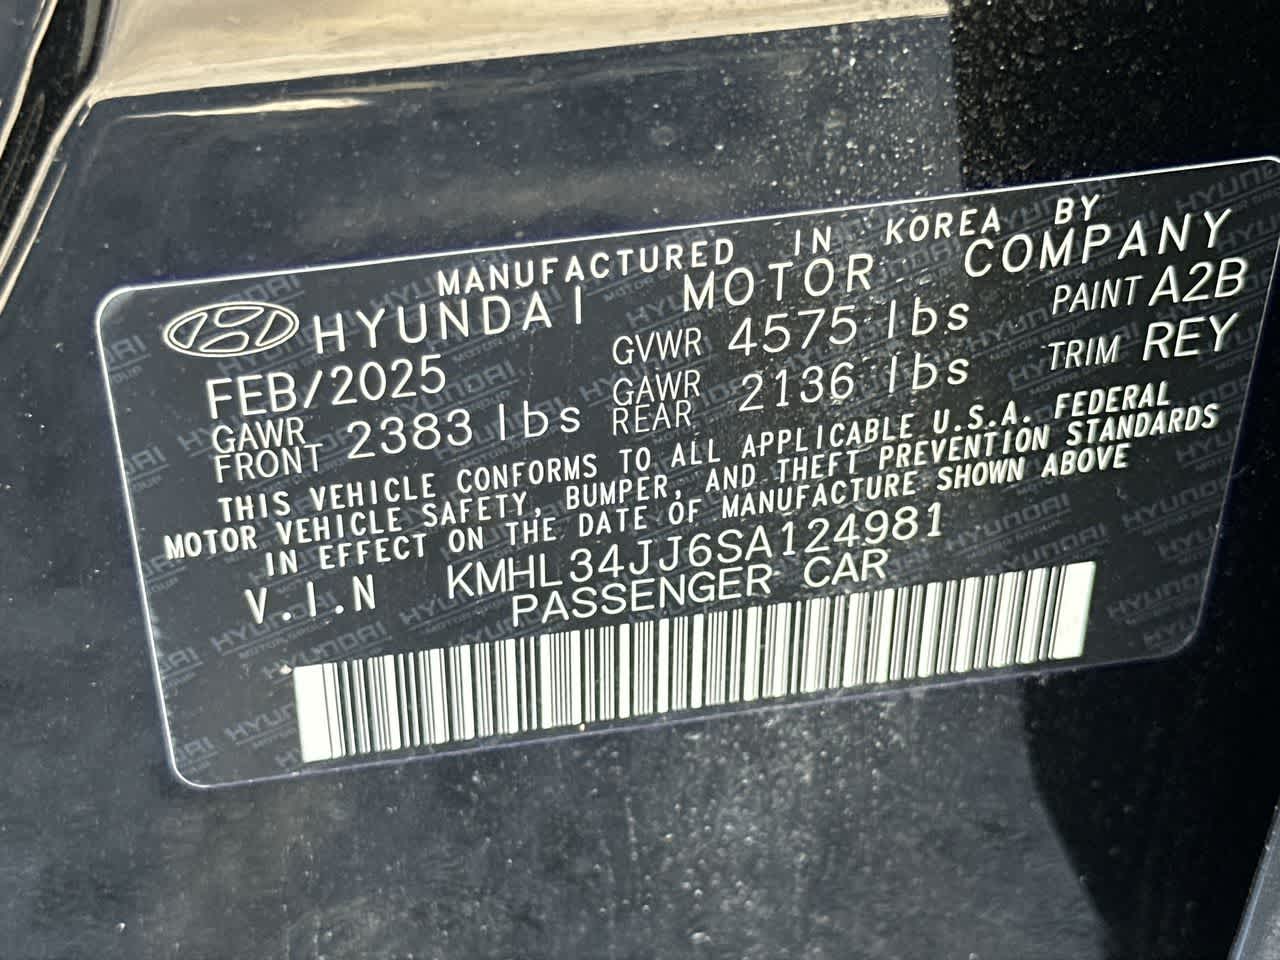 MANUFACTURED IN KOREA BY
HYUNDAI MOTOR COMPANY
FEB/2025 GVWR 4575 lbs PAINT A2B
GAWR FRONT 2383 lbs GAWR REAR 2136 lbs TRIM REY
THIS VEHICLE CONFORMS TO ALL APPLICABLE U.S.A. FEDERAL
MOTOR VEHICLE SAFETY, BUMPER, AND THEFT PREVENTION STANDARDS
IN EFFECT ON THE DATE OF MANUFACTURE SHOWN ABOVE
V.I.N KMHL34JJ6SA124981
PASSENGER CAR